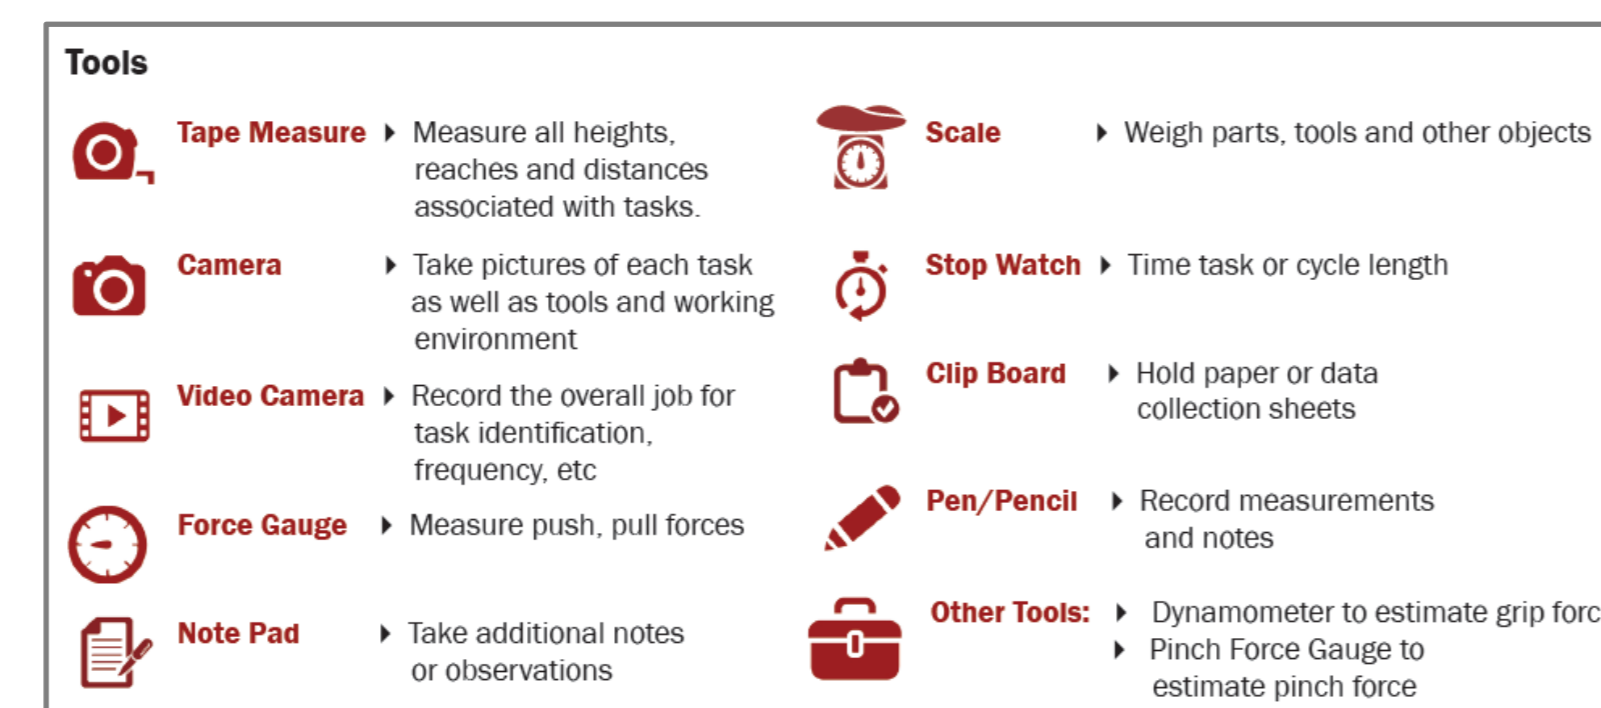 Tools
Tape Measure ▸ Measure all heights,
reaches and distances
associated with tasks.
Camera ▸ Take pictures of each task
as well as tools and working
environment
Video Camera ▸ Record the overall job for
task identification,
frequency, etc
Force Gauge ▸ Measure push, pull forces
Note Pad ▸ Take additional notes
or observations
Scale ▸ Weigh parts, tools and other objects
Stop Watch ▸ Time task or cycle length
Clip Board ▸ Hold paper or data
collection sheets
Pen/Pencil ▸ Record measurements
and notes
Other Tools: ▸ Dynamometer to estimate grip forc
▸ Pinch Force Gauge to
estimate pinch force